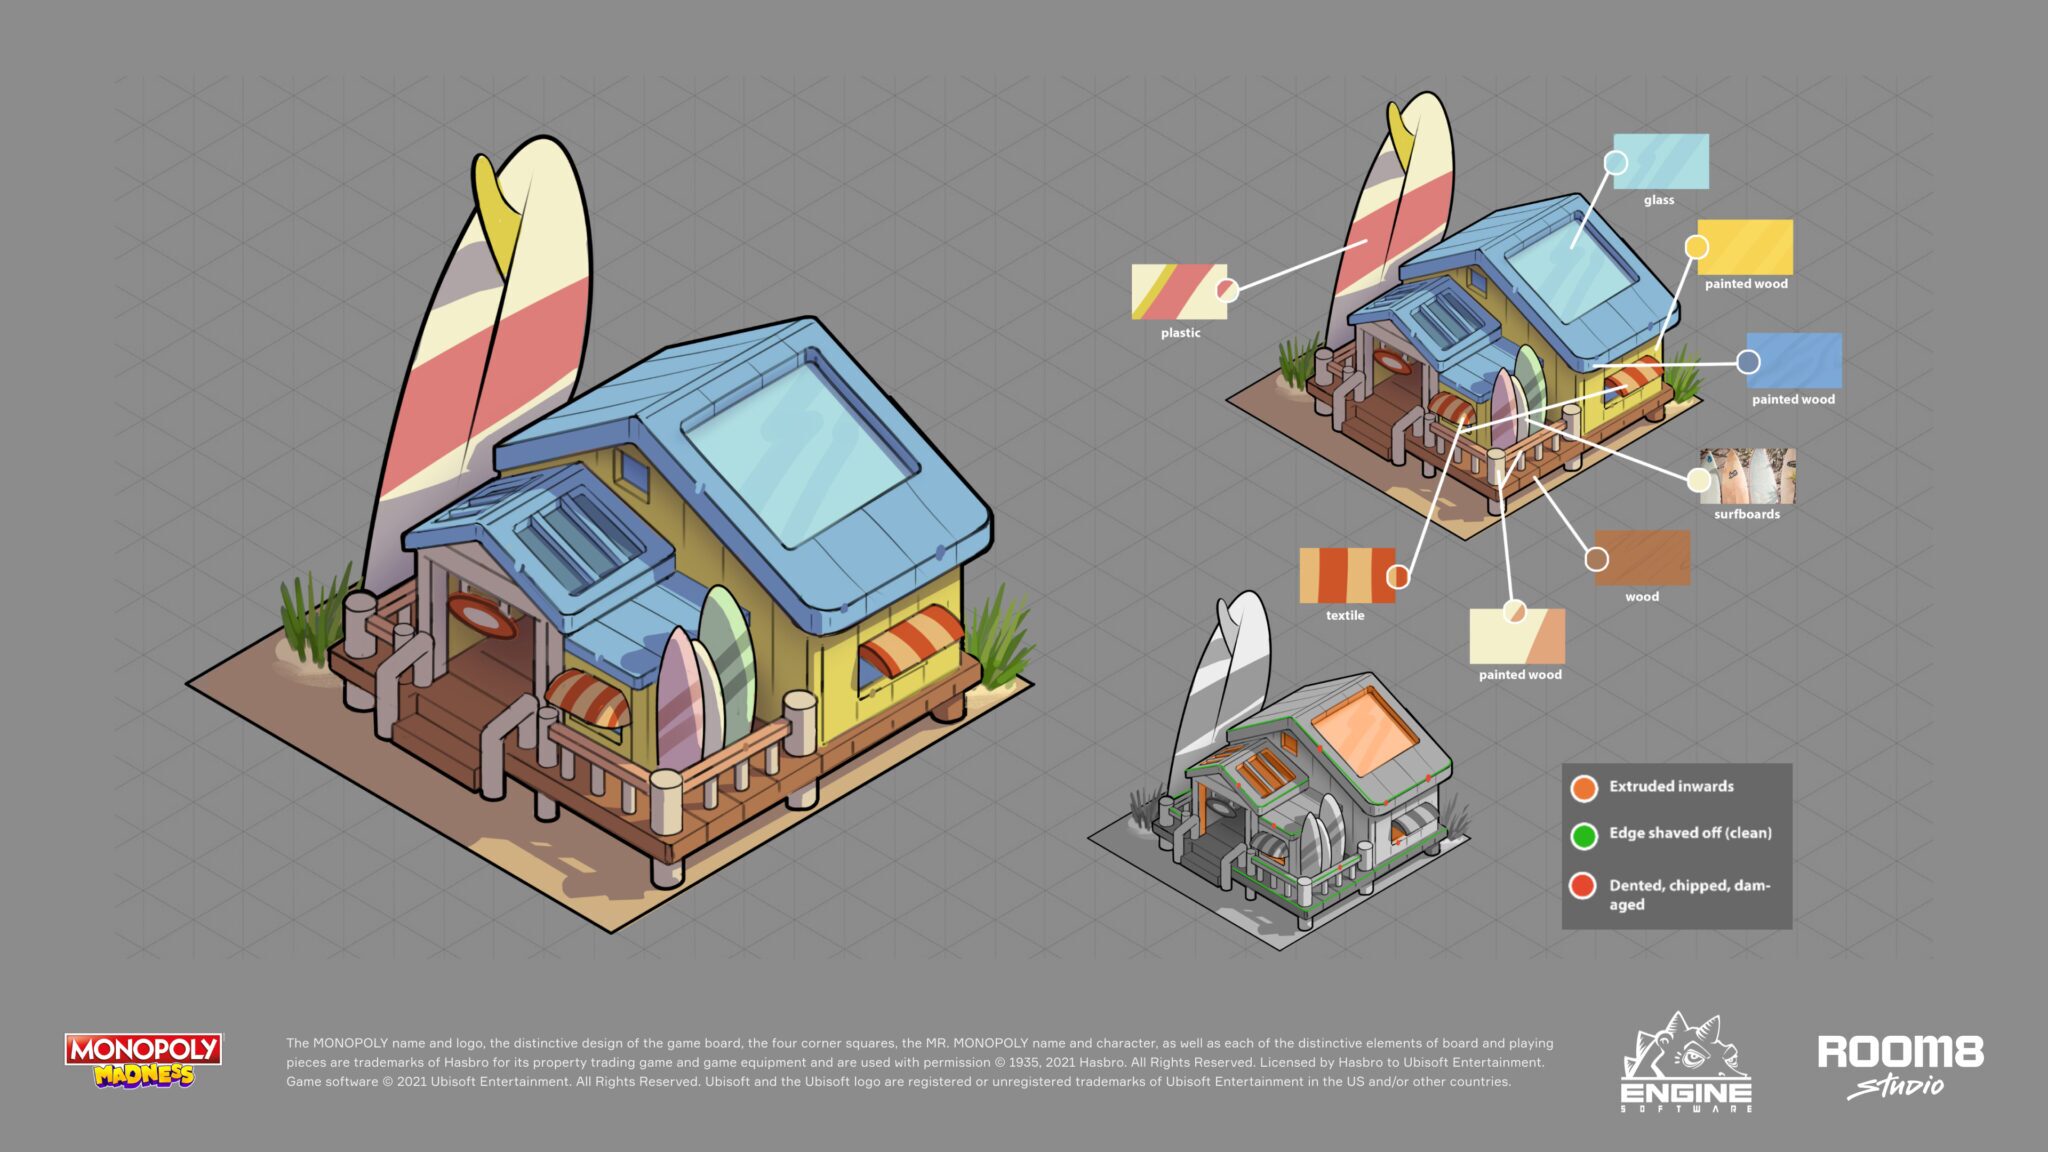 glass
painted wood
plastic
painted wood
surfboards
wood
textile
painted wood
Extruded inwards
Edge shaved off (clean)
Dented, chipped, dam-
aged
MONOPOLY
MADNESS
The MONOPOLY name and logo, the distinctive design of the game board, the four corner squares, the MR. MONOPOLY name and character, as well as each of the distinctive elements of board and playing
pieces are trademarks of Hasbro for its property trading game and game equipment and are used with permission © 1935, 2021 Hasbro. All Rights Reserved. Licensed by Hasbro to Ubisoft Entertainment.
Game software © 2021 Ubisoft Entertainment. All Rights Reserved. Ubisoft and the Ubisoft logo are registered or unregistered trademarks of Ubisoft Entertainment in the US and/or other countries.
ENGINE
SOFTWARE
ROOM8
STUDIO